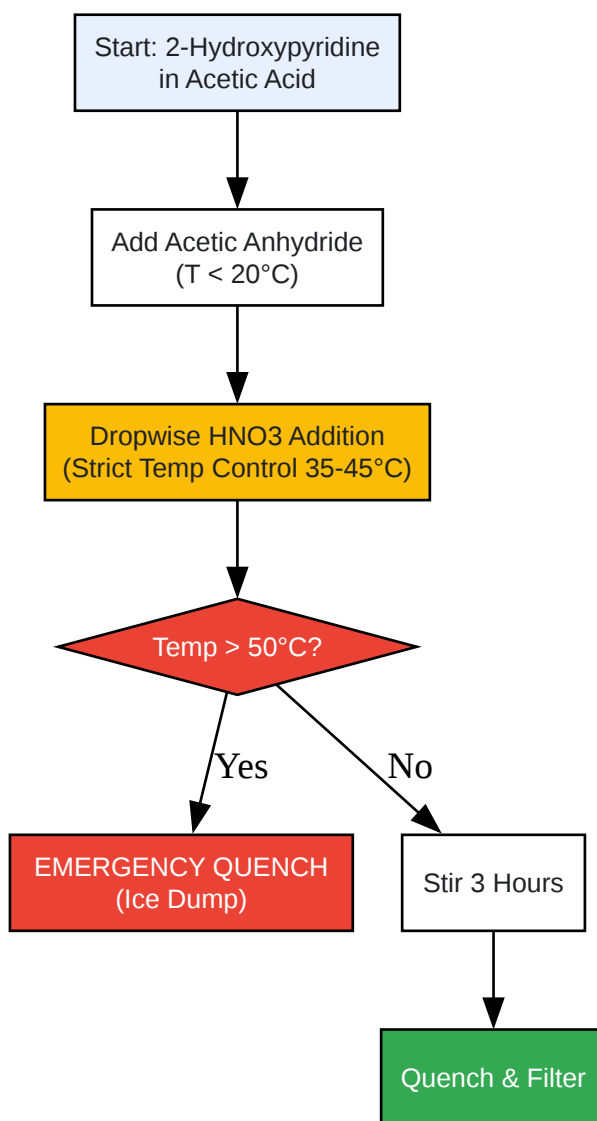 Start: 2-Hydroxypyridine
in Acetic Acid
Add Acetic Anhydride
(T < 20°C)
Dropwise HNO3 Addition
(Strict Temp Control 35-45°C)
Temp > 50°C?
Yes
No
EMERGENCY QUENCH
(Ice Dump)
Stir 3 Hours
Quench & Filter